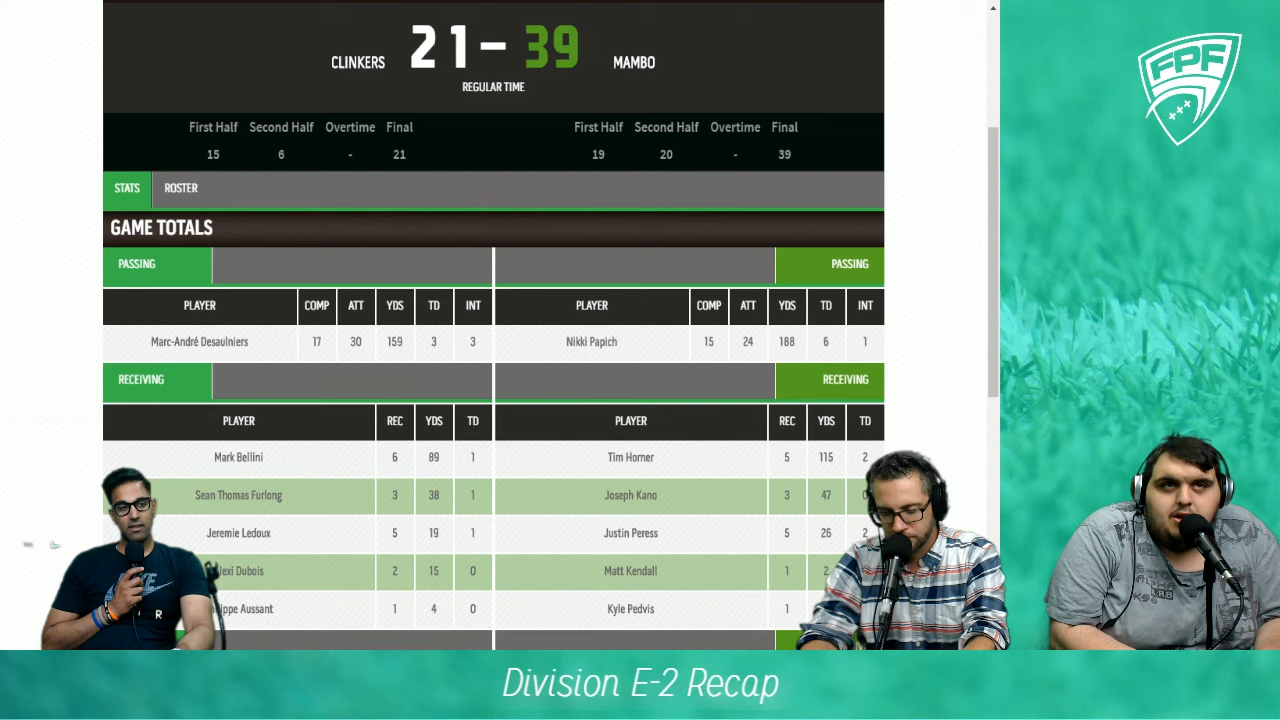 FPF
CLINKERS 21 - 39 MAMBO
REGULAR TIME
First Half Second Half Overtime Final First Half Second Half Overtime Final
15 6 - 21 19 20 - 39
STATS ROSTER
GAME TOTALS
PASSING PASSING
PLAYER COMP ATT YDS TD INT PLAYER COMP ATT YDS TD INT
Marc-André Desaulniers 17 30 159 3 3 Nikki Papich 15 24 188 6 1
RECEIVING RECEIVING
PLAYER REC YDS TD PLAYER REC YDS TD
Mark Bellini 6 89 1 Tim Horner 5 115 2
Sean Thomas Furlong 3 38 1 Joseph Kano 3 47
Jeremie Ledoux 5 19 1 Justin Peress 5 26 2
Dubois 2 15 0 Matt Kendall 1
Aussant 1 4 0 Kyle Pedvis 1
Division E-2 Recap